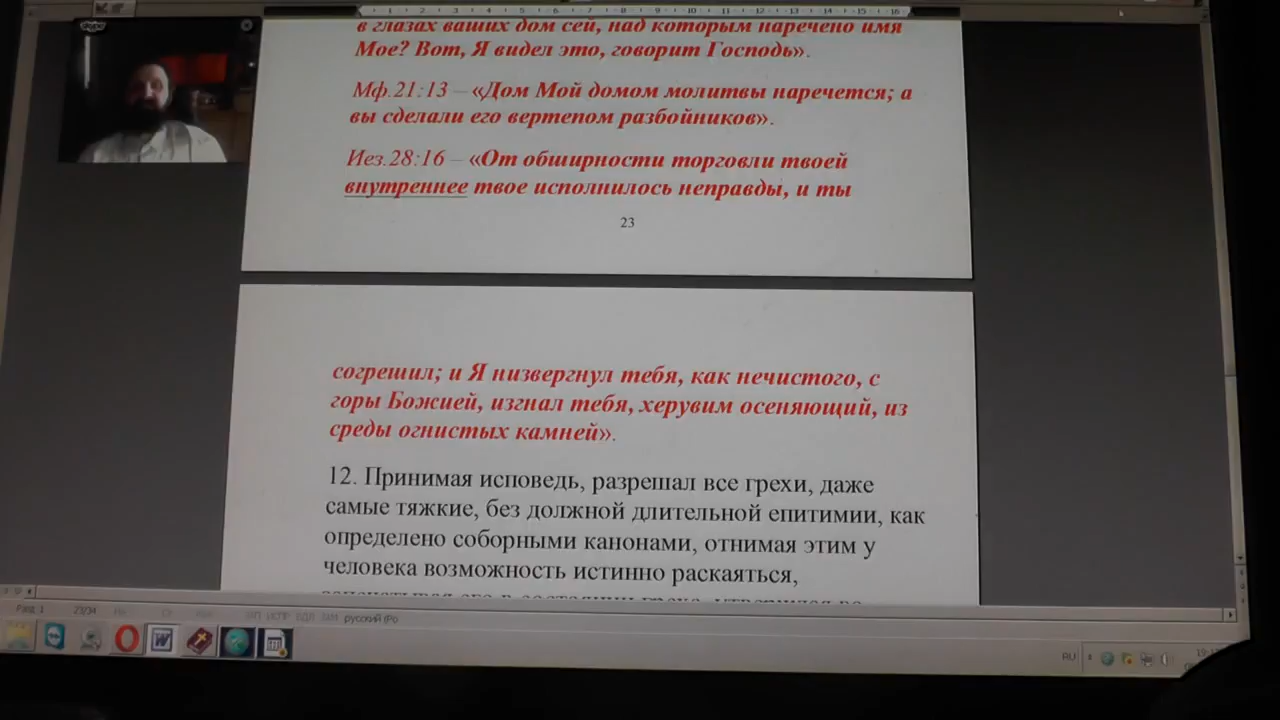 в глазах ваших дом сей, над которым наречено имя
Мое? Вот, Я видел это, говорит Господь».
Мф.21:13 – «Дом Мой домом молитвы наречется; а
вы сделали его вертепом разбойников».
Иез.28:16 – «От обширности торговли твоей
внутреннее твое исполнилось неправды, и ты
23
согрешил; и Я низвергнул тебя, как нечистого, с
горы Божией, изгнал тебя, херувим осеняющий, из
среды огнистых камней».
12. Принимая исповедь, разрешал все грехи, даже
самые тяжкие, без должной длительной епитимии, как
определено соборными канонами, отнимая этим у
человека возможность истинно раскаяться,
Разд 1 23/34
русский (Ро
RU